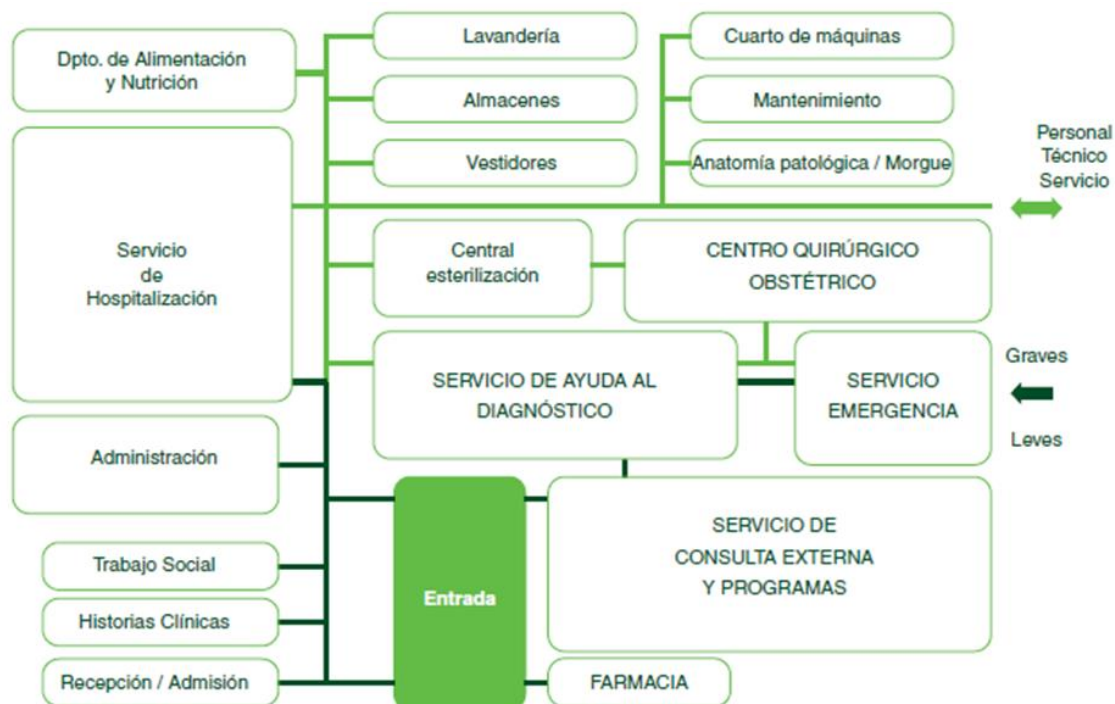 Dpto. de Alimentación
y Nutrición
Lavandería
Cuarto de máquinas
Almacenes
Mantenimiento
Vestidores
Anatomía patológica / Morgue
Personal
Técnico
Servicio
Servicio
de
Hospitalización
Central
esterilización
CENTRO QUIRÚRGICO
OBSTÉTRICO
SERVICIO DE AYUDA AL
DIAGNÓSTICO
SERVICIO
EMERGENCIA
Graves
Leves
Administración
Trabajo Social
Historias Clínicas
Recepción / Admisión
Entrada
SERVICIO DE
CONSULTA EXTERNA
Y PROGRAMAS
FARMACIA